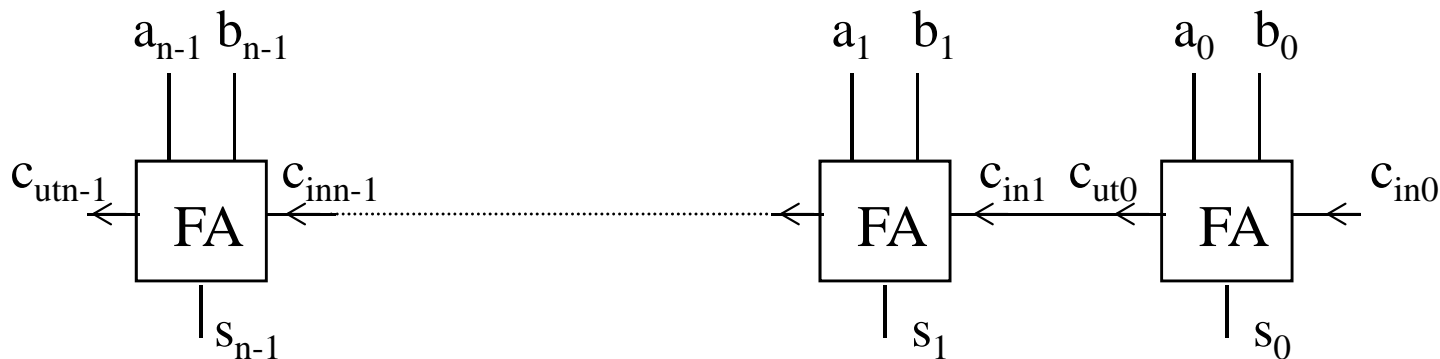 a_{n-1} b_{n-1} a_1 b_1 a_0 b_0
c_{utn-1} c_{inn-1} c_{in1} c_{ut0} c_{in0}
FA FA FA
s_{n-1} s_1 s_0